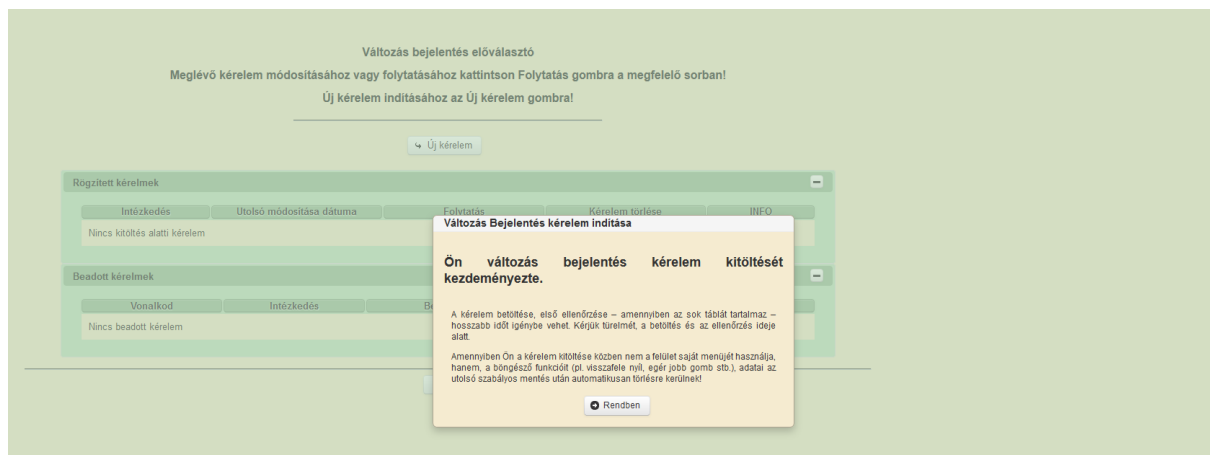 Változás bejelentés előválasztó
Meglévő kérelem módosításához vagy folytatásához kattintson Folytatás gombra a megfelelő sorban!
Új kérelem indításához az Új kérelem gombra!
Új kérelem
Rögzített kérelmek
Intézkedés Utolsó módosítása dátuma Folytatás Kérelem törlése INFO
Nincs kitöltés alatti kérelem
Beadott kérelmek
Vonalkod Intézkedés
Nincs beadott kérelem
Változás Bejelentés kérelem indítása
Ön változás bejelentés kérelem kitöltését
kezdeményezte.
A kérelem betöltése, első ellenőrzése – amennyiben az sok táblát tartalmaz –
hosszabb időt igénybe vehet. Kérjük türelmét, a betöltés és az ellenőrzés ideje
alatt.
Amennyiben Ön a kérelem kitöltése közben nem a felület saját menüjét használja,
hanem, a böngésző funkcióit (pl. visszafele nyíl, egér jobb gomb stb.), adatai az
utolsó szabályos mentés után automatikusan törlésre kerülnek!
Rendben